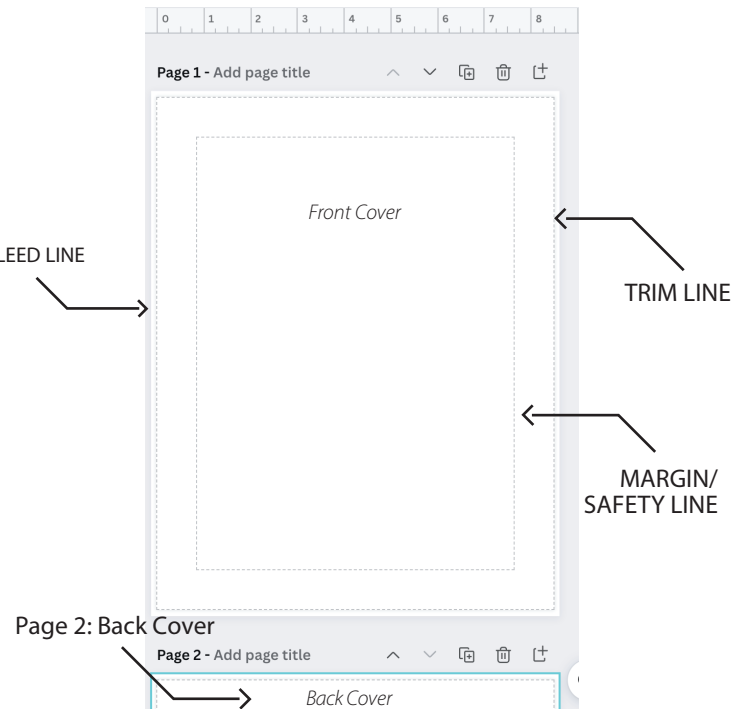 0 1 2 3 4 5 6 7 8
Page 1 - Add page title
Front Cover
LEED LINE
TRIM LINE
MARGIN/
SAFETY LINE
Page 2: Back Cover
Page 2 - Add page title
Back Cover